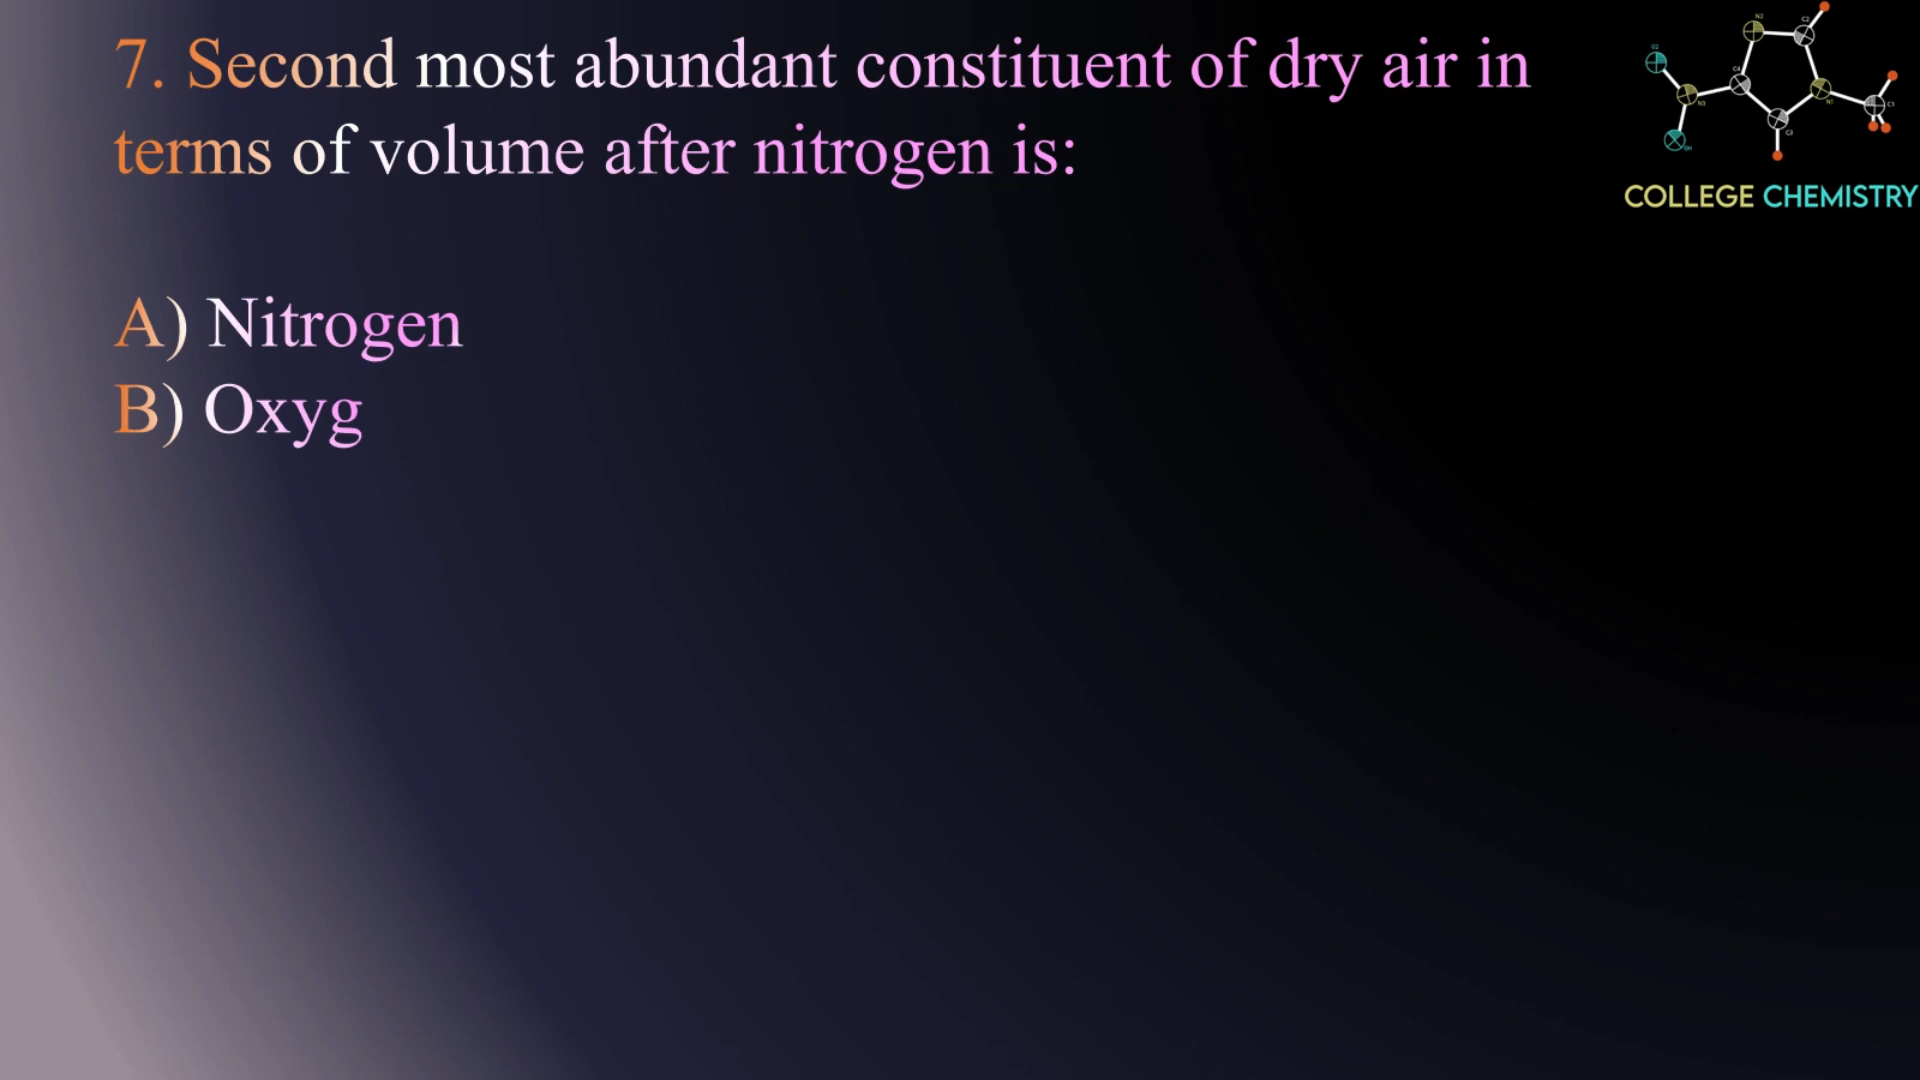 7. Second most abundant constituent of dry air in
terms of volume after nitrogen is:
A) Nitrogen
B) Oxyg
COLLEGE CHEMISTRY